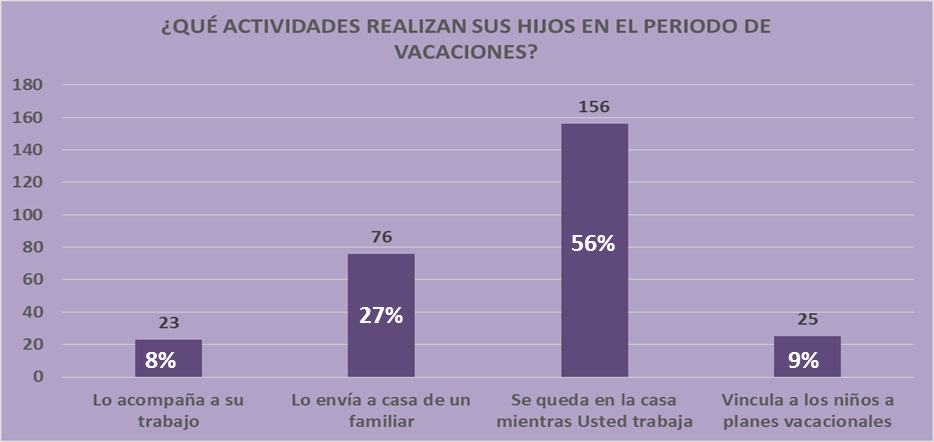 ¿QUÉ ACTIVIDADES REALIZAN SUS HIJOS EN EL PERIODO DE
VACACIONES?
180
160
140
120
100
80
60
40
20
0
23
8%
76
27%
156
56%
25
9%
Lo acompaña a su
trabajo
Lo envía a casa de un
familiar
Se queda en la casa
mientras Usted trabaja
Vincula a los niños a
planes vacacionales